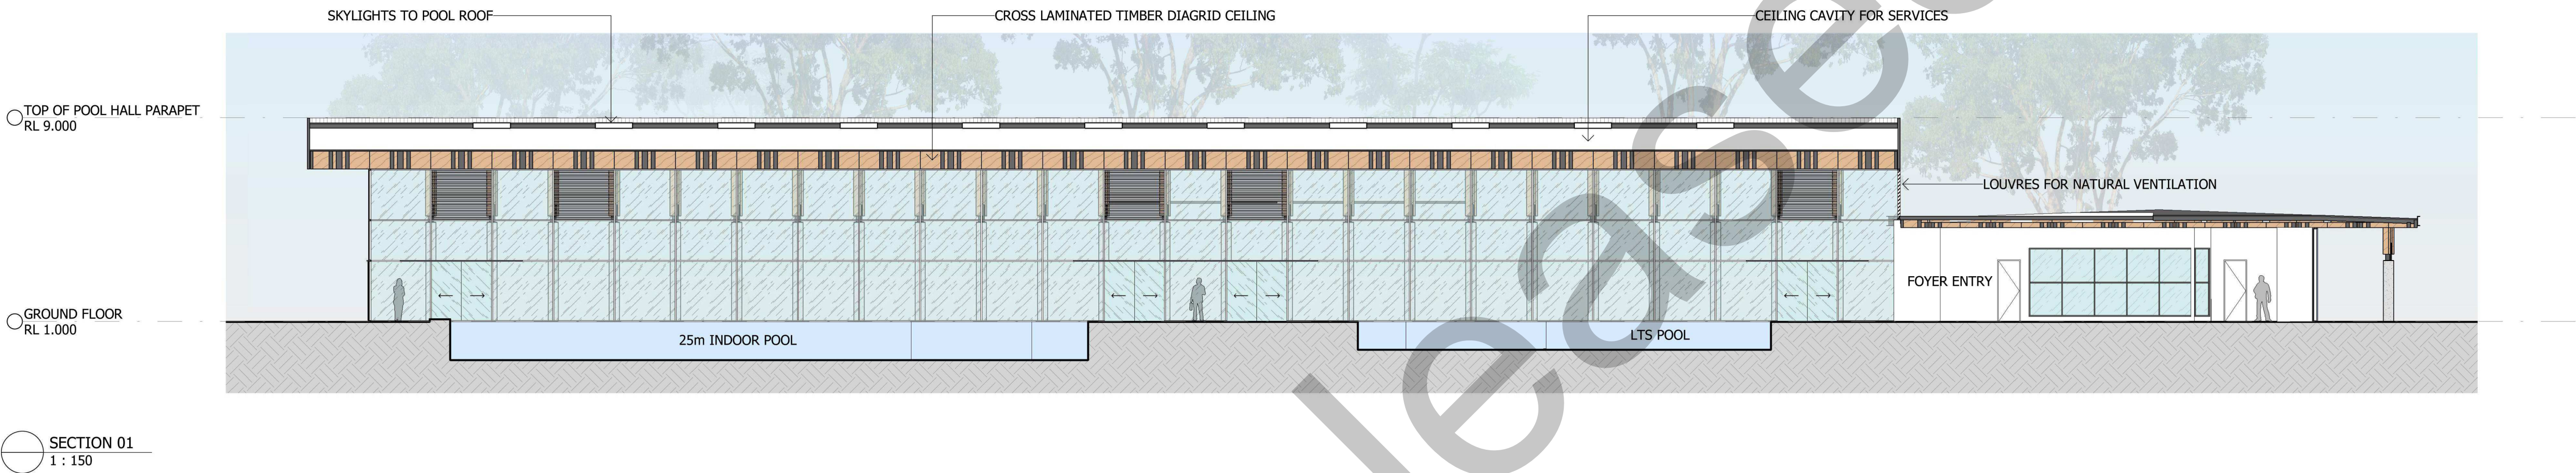 SKYLIGHTS TO POOL ROOF
CROSS LAMINATED TIMBER DIAGRID CEILING
CEILING CAVITY FOR SERVICES
TOP OF POOL HALL PARAPET
RL 9.000
LOUVRES FOR NATURAL VENTILATION
FOYER ENTRY
GROUND FLOOR
RL 1.000
25m INDOOR POOL
LTS POOL
SECTION 01
1 : 150